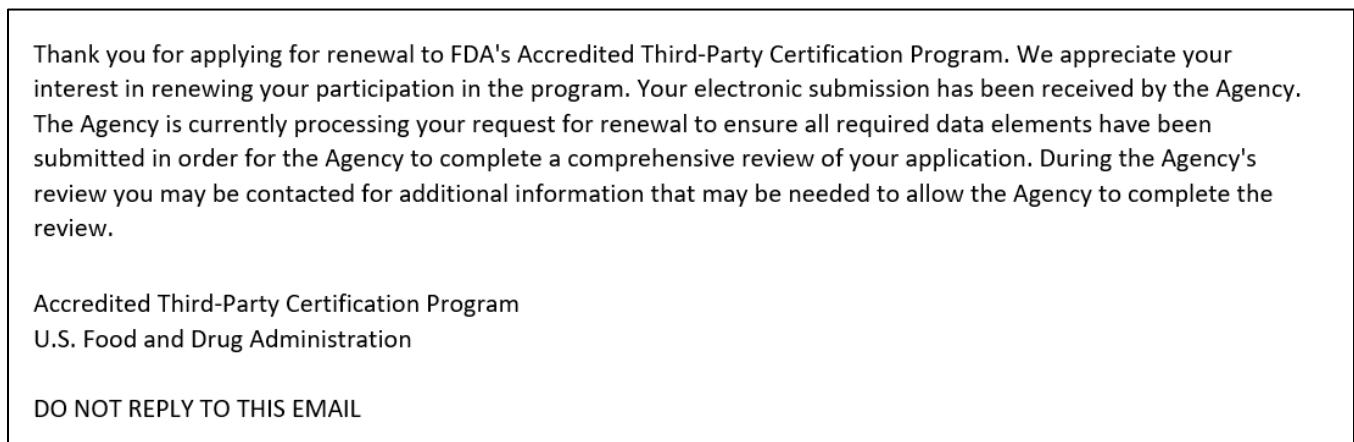 Thank you for applying for renewal to FDA's Accredited Third-Party Certification Program. We appreciate your
interest in renewing your participation in the program. Your electronic submission has been received by the Agency.
The Agency is currently processing your request for renewal to ensure all required data elements have been
submitted in order for the Agency to complete a comprehensive review of your application. During the Agency's
review you may be contacted for additional information that may be needed to allow the Agency to complete the
review.
Accredited Third-Party Certification Program
U.S. Food and Drug Administration
DO NOT REPLY TO THIS EMAIL